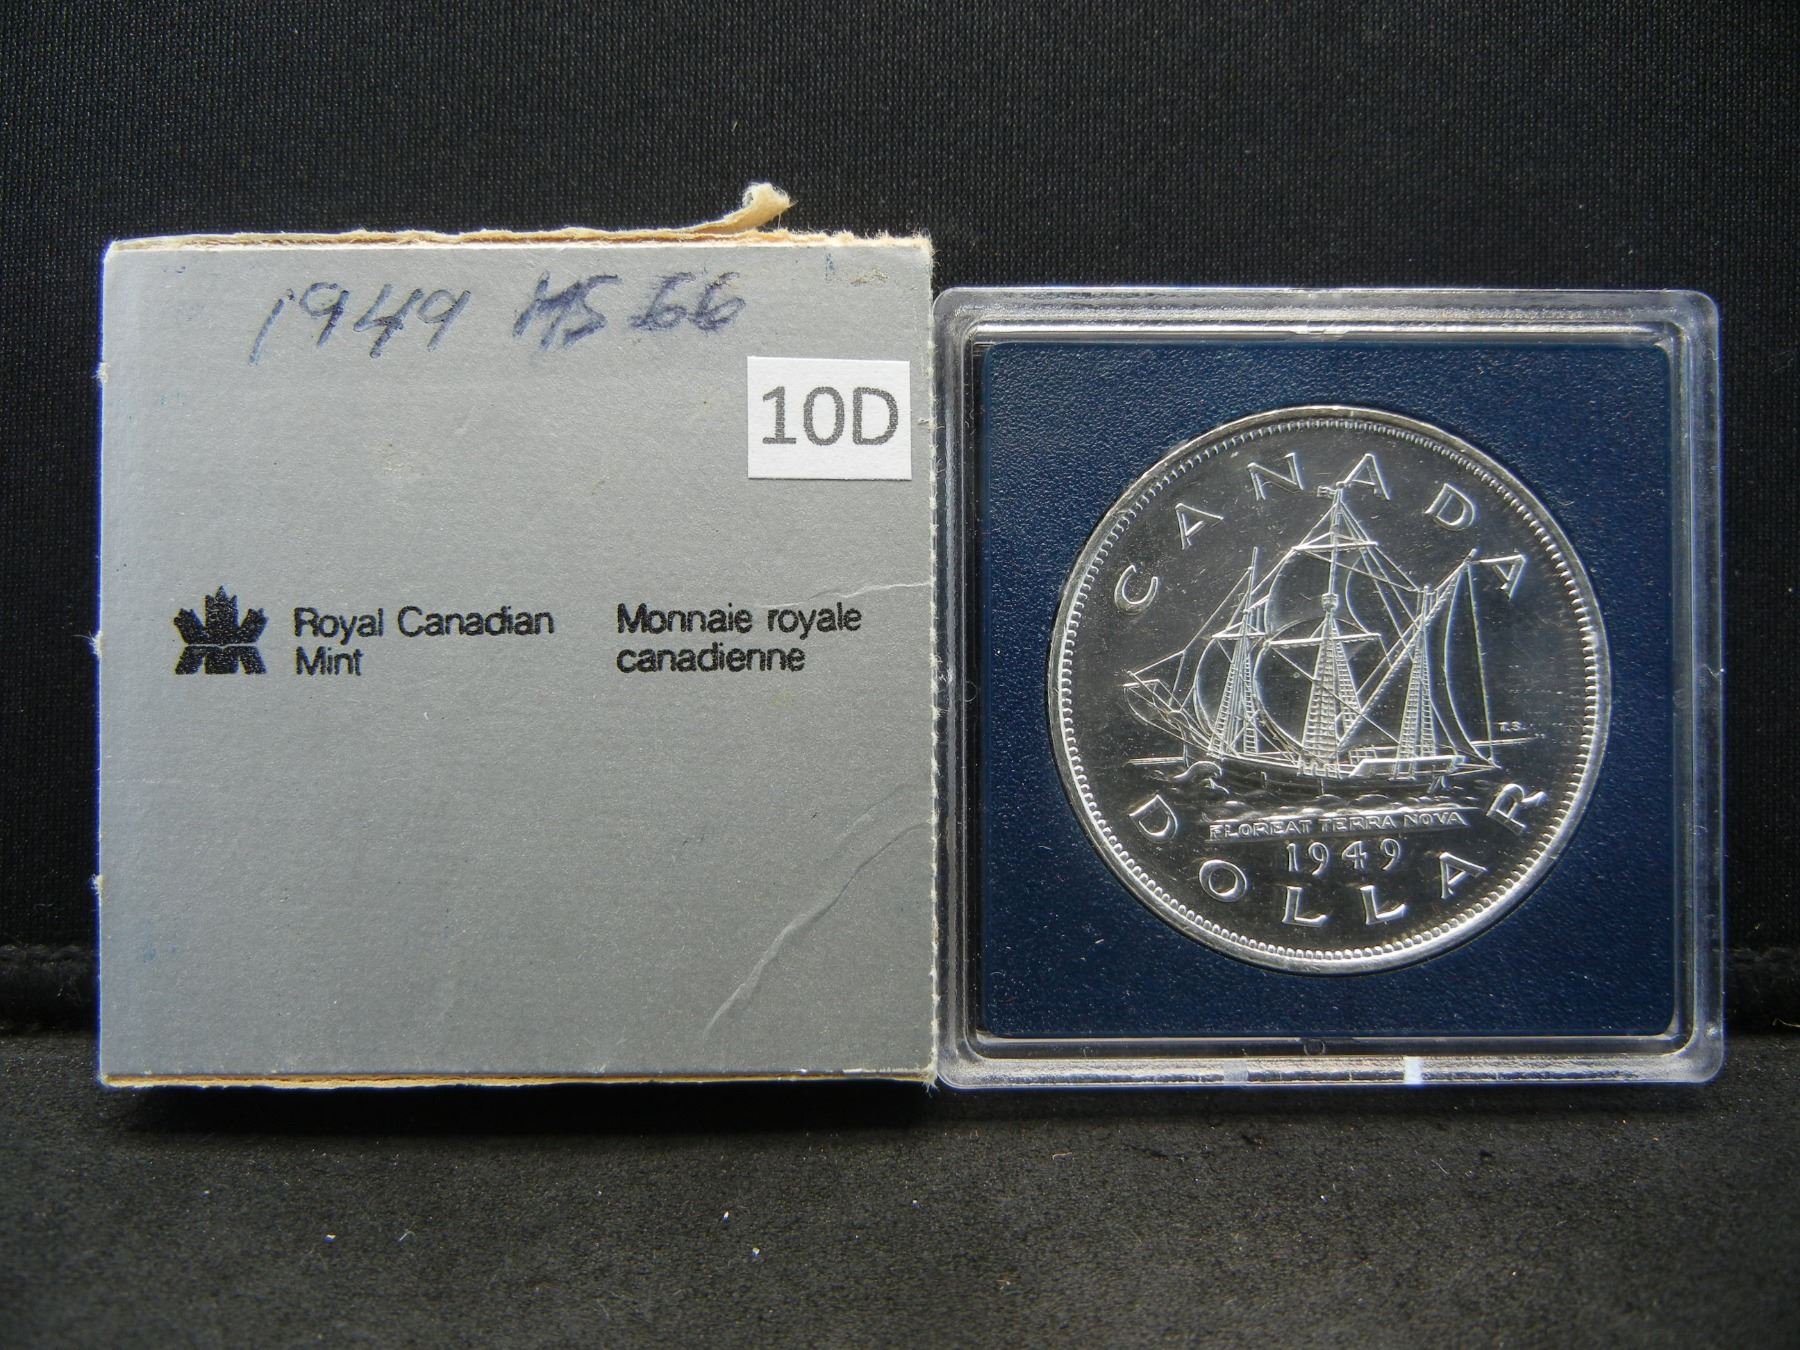 1949 MS 66
10D
Royal Canadian
Mint
Monnaie royale
canadienne
CANADA
T.S.
FLOREAT TERRA NOVA
1949
DOLLAR